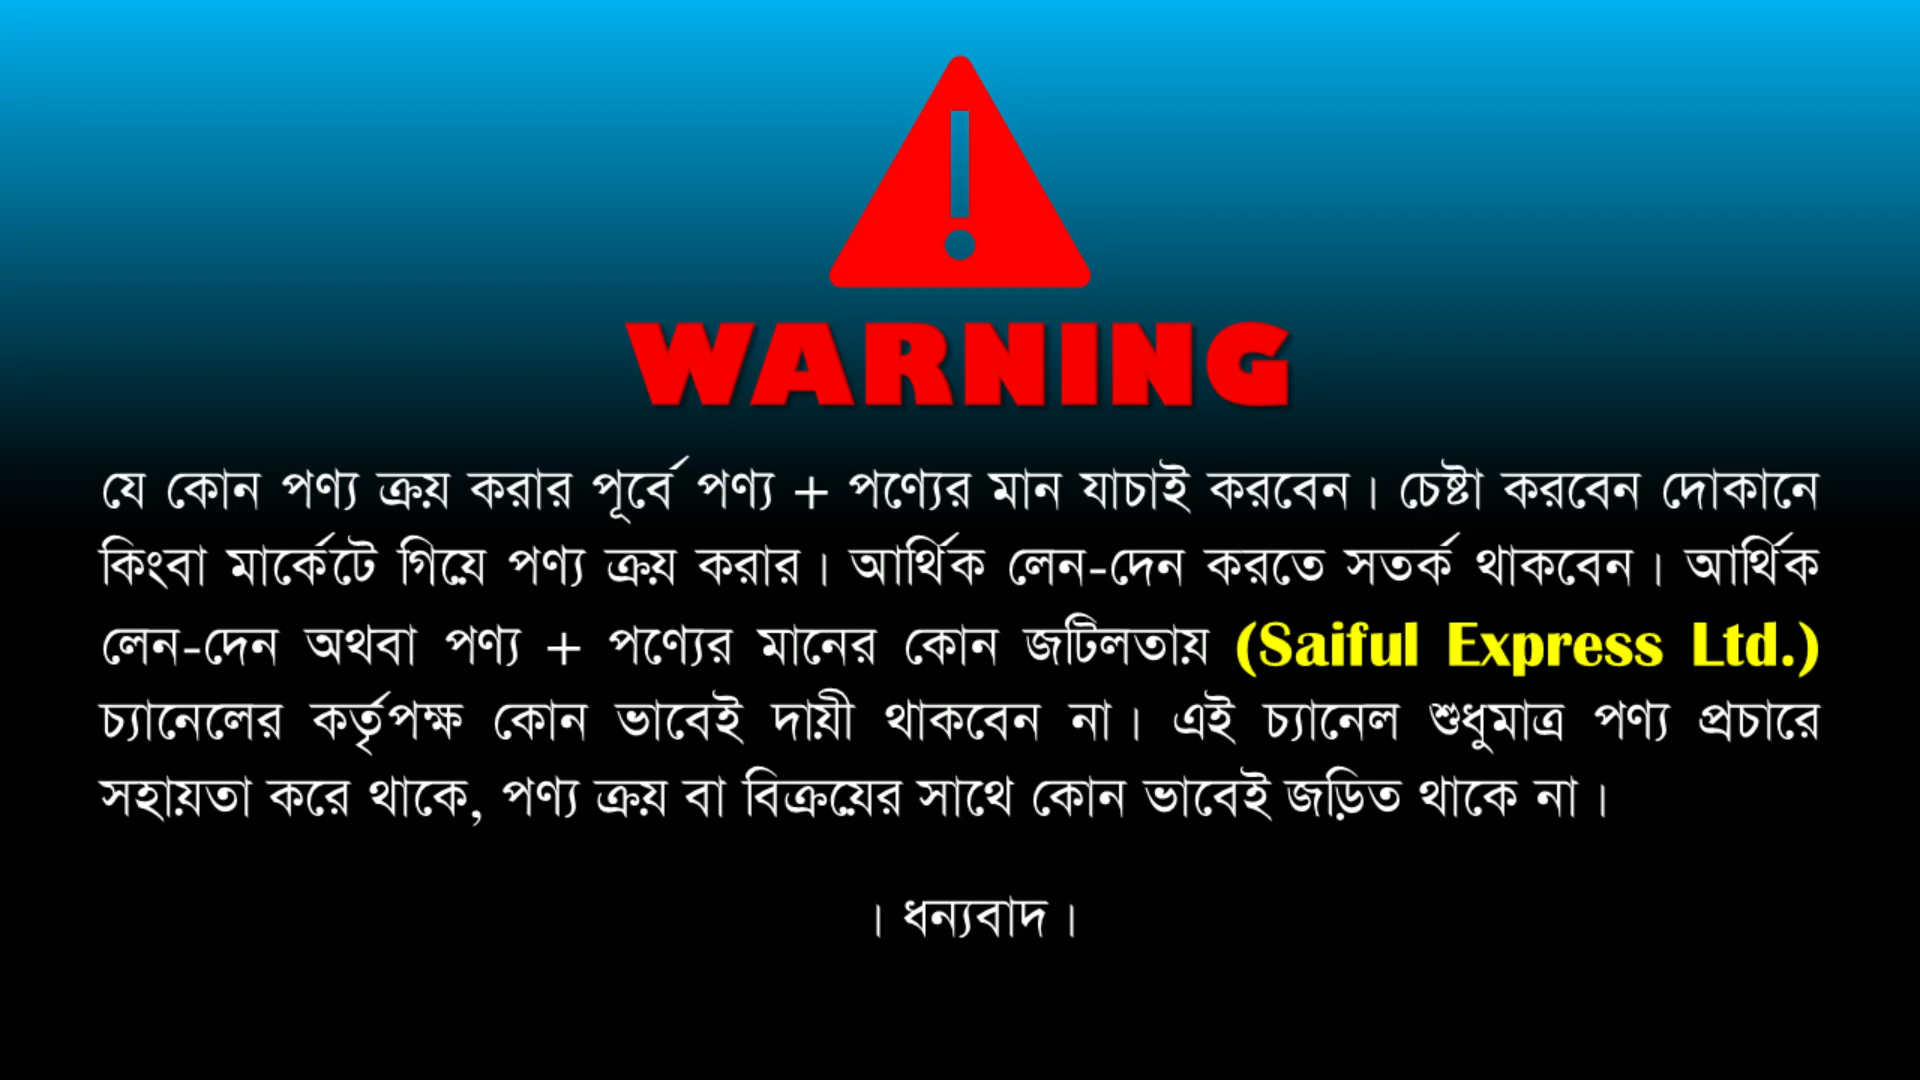 WARNING
যে কোন পণ্য ক্রয় করার পূর্বে পণ্য + পণ্যের মান যাচাই করবেন। চেষ্টা করবেন দোকানে
কিংবা মার্কেটে গিয়ে পণ্য ক্রয় করার। আর্থিক লেন-দেন করতে সতর্ক থাকবেন। আর্থিক
লেন-দেন অথবা পণ্য + পণ্যের মানের কোন জটিলতায় (Saiful Express Ltd.)
চ্যানেলের কর্তৃপক্ষ কোন ভাবেই দায়ী থাকবেন না। এই চ্যানেল শুধুমাত্র পণ্য প্রচারে
সহায়তা করে থাকে, পণ্য ক্রয় বা বিক্রয়ের সাথে কোন ভাবেই জড়িত থাকে না।
। ধন্যবাদ।